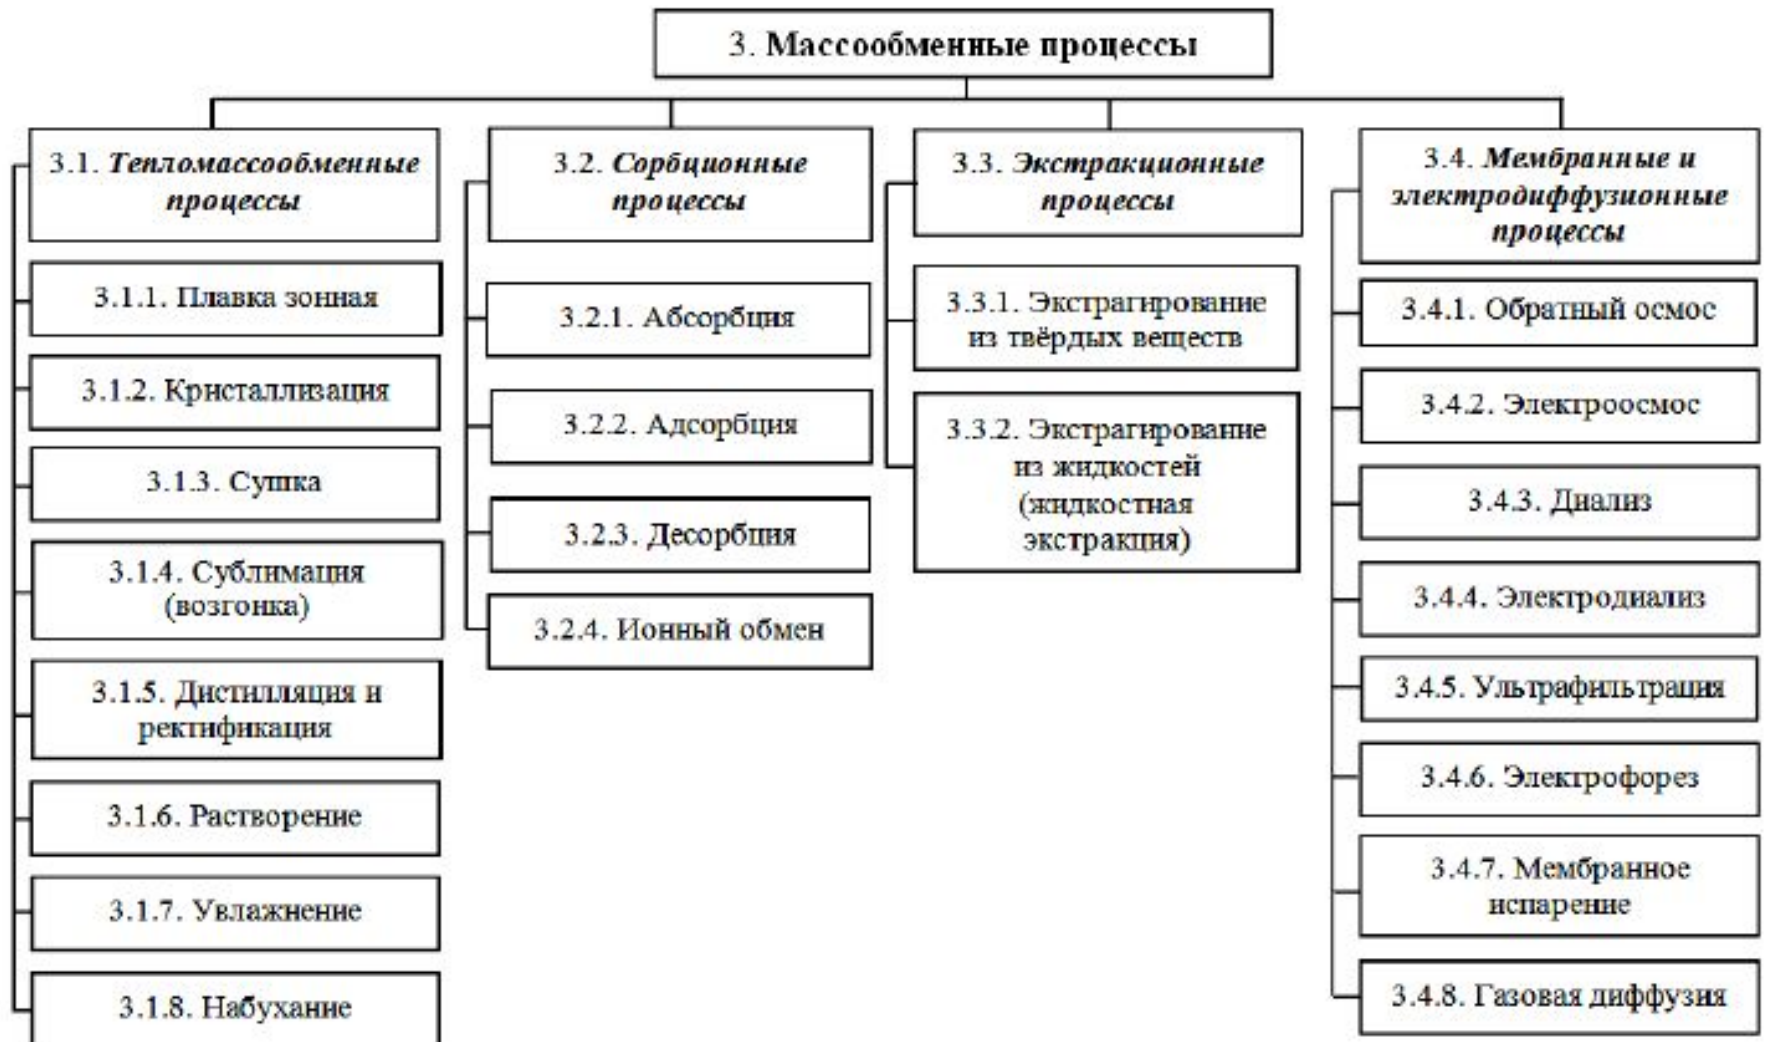 3. Массообменные процессы
3.1. Тепломассообменные
процессы
3.1.1. Плавка зонная
3.1.2. Кристаллизация
3.1.3. Сушка
3.1.4. Сублимация
(возгонка)
3.1.5. Дистилляция и
ректификация
3.1.6. Растворение
3.1.7. Увлажнение
3.1.8. Набухание
3.2. Сорбционные
процессы
3.2.1. Абсорбция
3.2.2. Адсорбция
3.2.3. Десорбция
3.2.4. Ионный обмен
3.3. Экстракционные
процессы
3.3.1. Экстрагирование
из твёрдых веществ
3.3.2. Экстрагирование
из жидкостей
(жидкостная
экстракция)
3.4. Мембранные и
электродиффузионные
процессы
3.4.1. Обратный осмос
3.4.2. Электроосмос
3.4.3. Диализ
3.4.4. Электродиализ
3.4.5. Ультрафильтрация
3.4.6. Электрофорез
3.4.7. Мембранное
испарение
3.4.8. Газовая диффузия